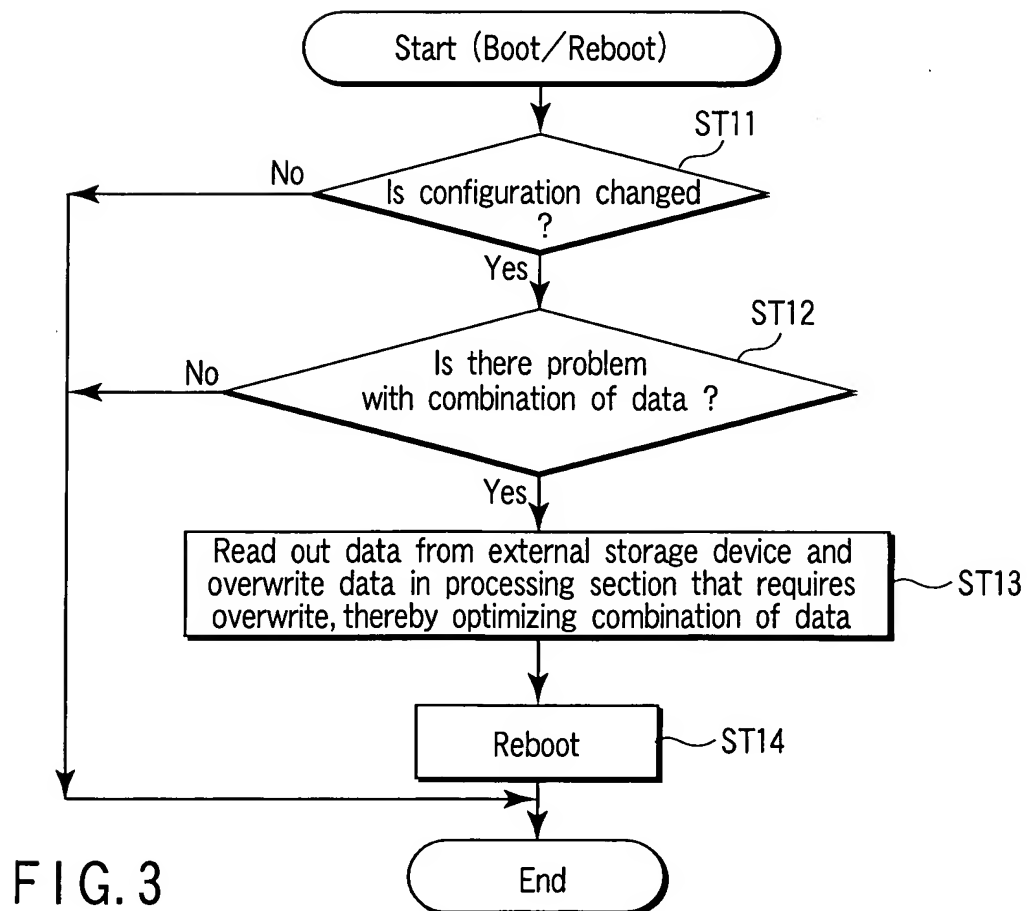 Start (Boot/Reboot)
ST11
No
Is configuration changed
?
Yes
ST12
Is there problem
No
with combination of data ?
Yes
Read out data from external storage device and
overwrite data in processing section that requires
overwrite, thereby optimizing combination of data
ST13
Reboot
ST14
End
FIG. 3